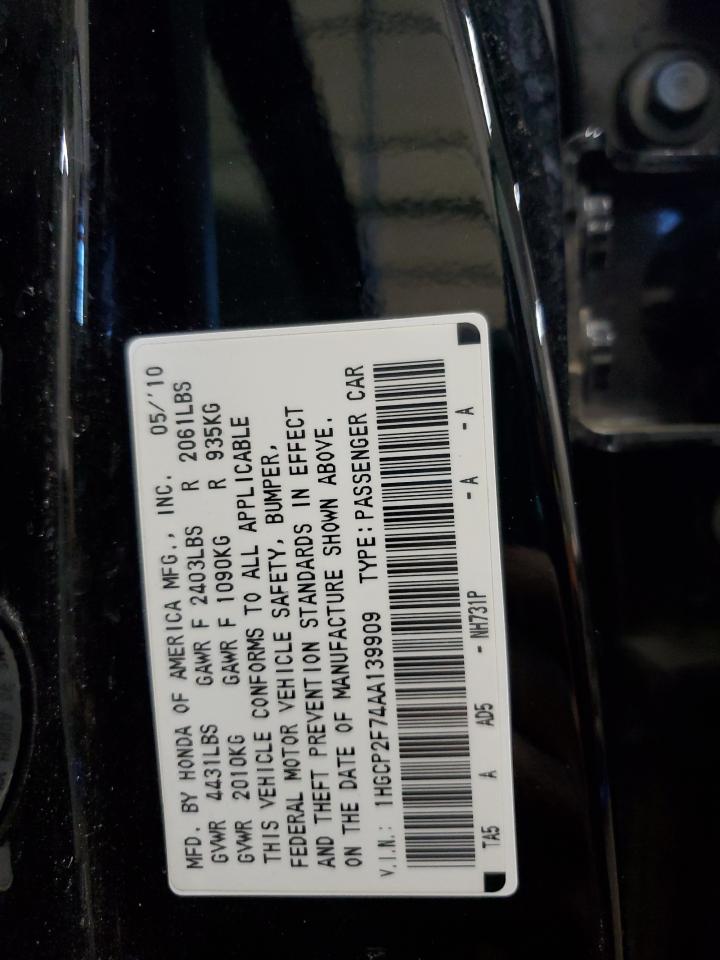 MFD. BY HONDA OF AMERICA MFG., INC. 05/'10
GVWR 4431LBS GAWR F 2403LBS R 2061LBS
GVWR 2010KG GAWR F 1090KG R 935KG
THIS VEHICLE CONFORMS TO ALL APPLICABLE
FEDERAL MOTOR VEHICLE SAFETY, BUMPER,
AND THEFT PREVENTION STANDARDS IN EFFECT
ON THE DATE OF MANUFACTURE SHOWN ABOVE.
V.I.N.: 1HGCP2F74AA139909 TYPE:PASSENGER CAR
TA5 A AD5 - NH731P - A - A